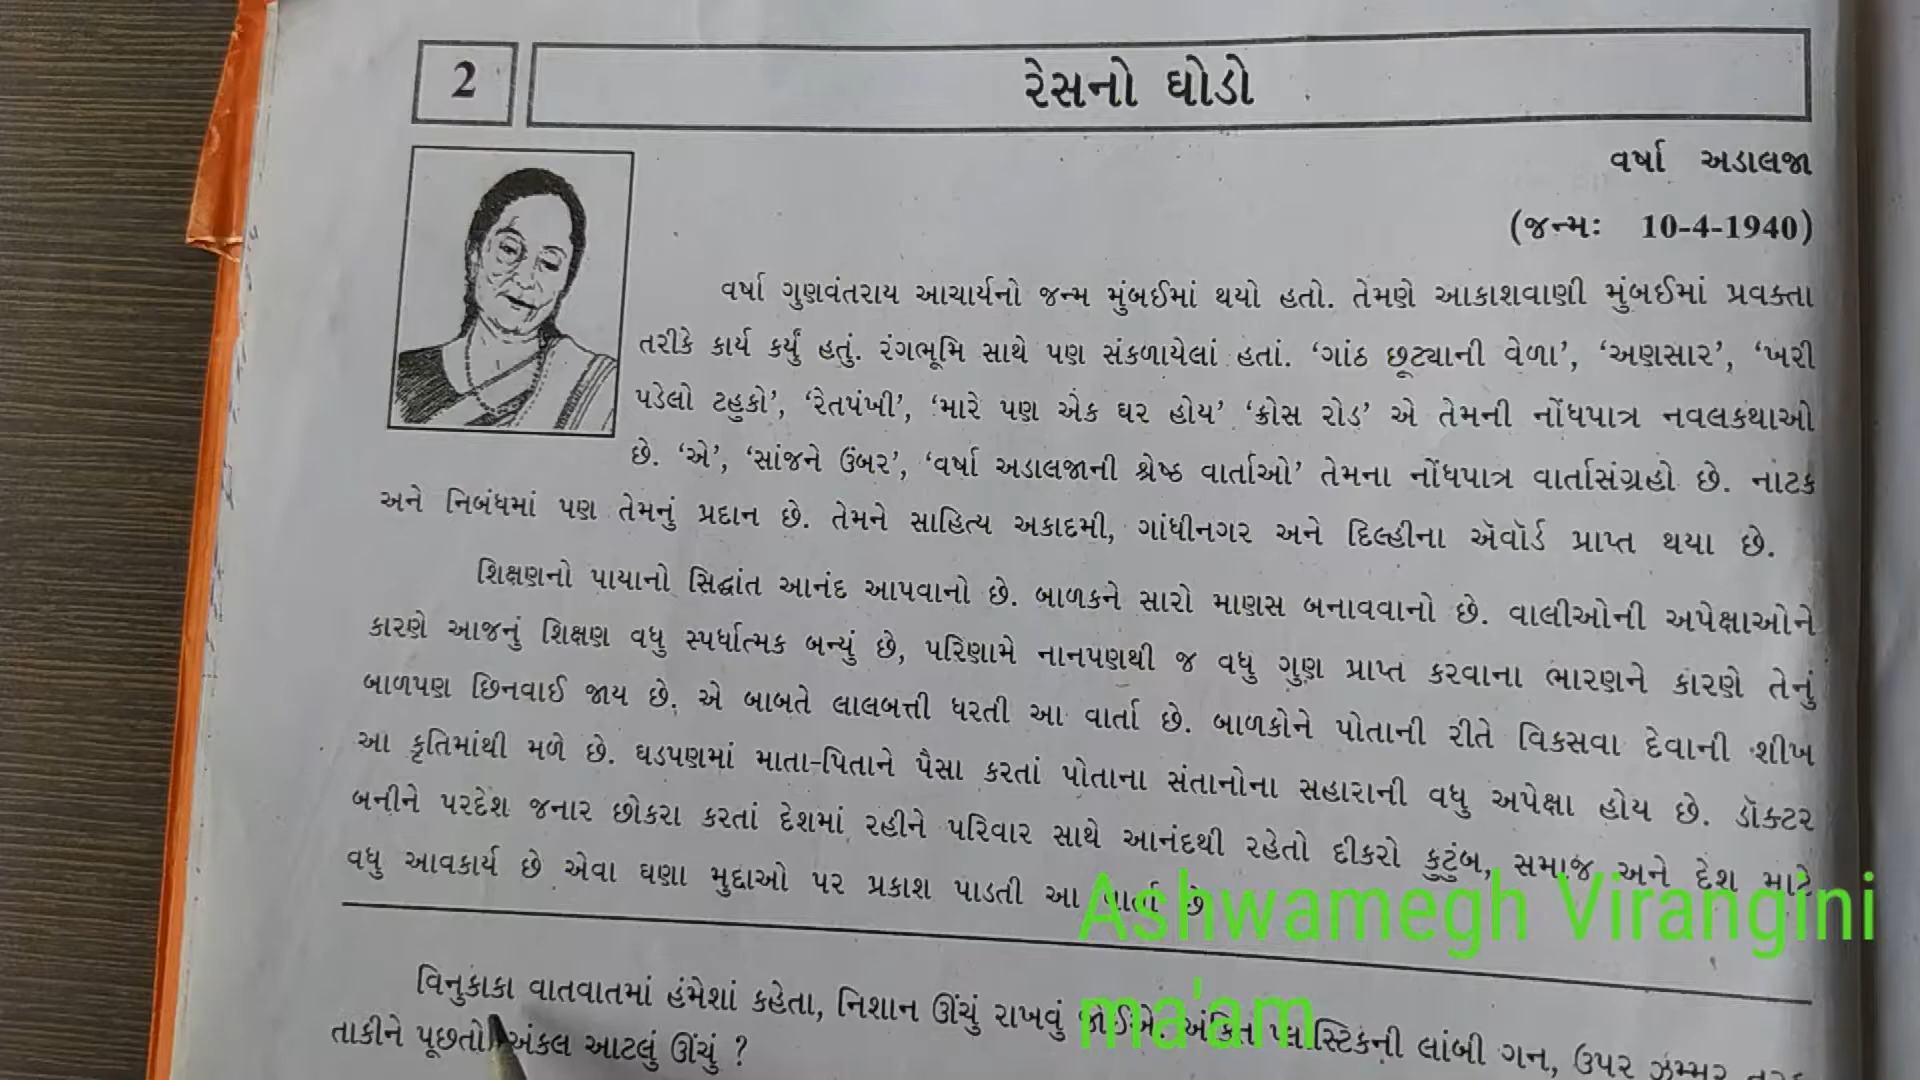 2
રેસનો ઘોડો
વર્ષા અડાલજા
(જન્મઃ 10-4-1940)
વર્ષા ગુણવંતરાય આચાર્યનો જન્મ મુંબઈમાં થયો હતો. તેમણે આકાશવાણી મુંબઈમાં પ્રવક્તા
તરીકે કાર્ય કર્યું હતું. રંગભૂમિ સાથે પણ સંકળાયેલાં હતાં. ‘ગાંઠ છૂટ્યાની વેળા’, ‘અણસાર’, ‘ખરી
પડેલો ટહુકો’, ‘રેતપંખી’, ‘મારે પણ એક ઘર હોય’ ‘ક્રોસ રોડ’ એ તેમની નોંધપાત્ર નવલકથાઓ
છે. ‘એ’, ‘સાંજને ઉંબર’, ‘વર્ષા અડાલજાની શ્રેષ્ઠ વાર્તાઓ’ તેમના નોંધપાત્ર વાર્તાસંગ્રહો છે. નાટક
અને નિબંધમાં પણ તેમનું પ્રદાન છે. તેમને સાહિત્ય અકાદમી, ગાંધીનગર અને દિલ્હીના ઍવૉર્ડ પ્રાપ્ત થયા છે.
શિક્ષણનો પાયાનો સિદ્ધાંત આનંદ આપવાનો છે. બાળકને સારો માણસ બનાવવાનો છે. વાલીઓની અપેક્ષાઓને
કારણે આજનું શિક્ષણ વધુ સ્પર્ધાત્મક બન્યું છે, પરિણામે નાનપણથી જ વધુ ગુણ પ્રાપ્ત કરવાના ભારણને કારણે તેનું
બાળપણ છિનવાઈ જાય છે. એ બાબતે લાલબત્તી ધરતી આ વાર્તા છે. બાળકોને પોતાની રીતે વિકસવા દેવાની શીખ
આ કૃતિમાંથી મળે છે. ઘડપણમાં માતા-પિતાને પૈસા કરતાં પોતાના સંતાનોના સહારાની વધુ અપેક્ષા હોય છે. ડૉક્ટર
બનીને પરદેશ જનાર છોકરા કરતાં દેશમાં રહીને પરિવાર સાથે આનંદથી રહેતો દીકરો કુટુંબ, સમાજ અને દેશ માટે
વધુ આવકાર્ય છે એવા ઘણા મુદ્દાઓ પર પ્રકાશ પાડતી આ વાર્તા છે
Ashwamegh Virangini
ma'am
વિનુકાકા વાતવાતમાં હંમેશાં કહેતા, નિશાન ઊંચું રાખવું જોઈએ. અંકિત પ્લાસ્ટિકની લાંબી ગન, ઉપર ઝુમ્મર
તાકીને પૂછતો અંકલ આટલું ઊંચું ?